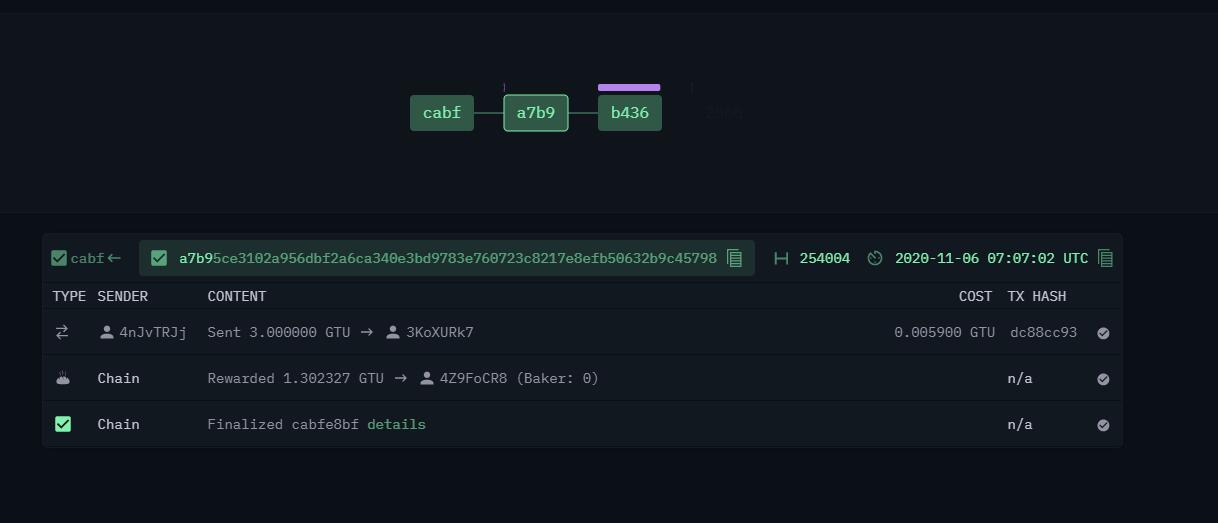 cabf a7b9 b436
cabf← a7b95ce3102a956dbf2a6ca340e3bd9783e760723c8217e8efb50632b9c45798 254004 2020-11-06 07:07:02 UTC
TYPE SENDER CONTENT COST TX HASH
4nJvTRJj Sent 3.000000 GTU → 3KoXURk7 0.005900 GTU dc88cc93
Chain Rewarded 1.302327 GTU → 4Z9FoCR8 (Baker: 0) n/a
Chain Finalized cabfe8bf details n/a